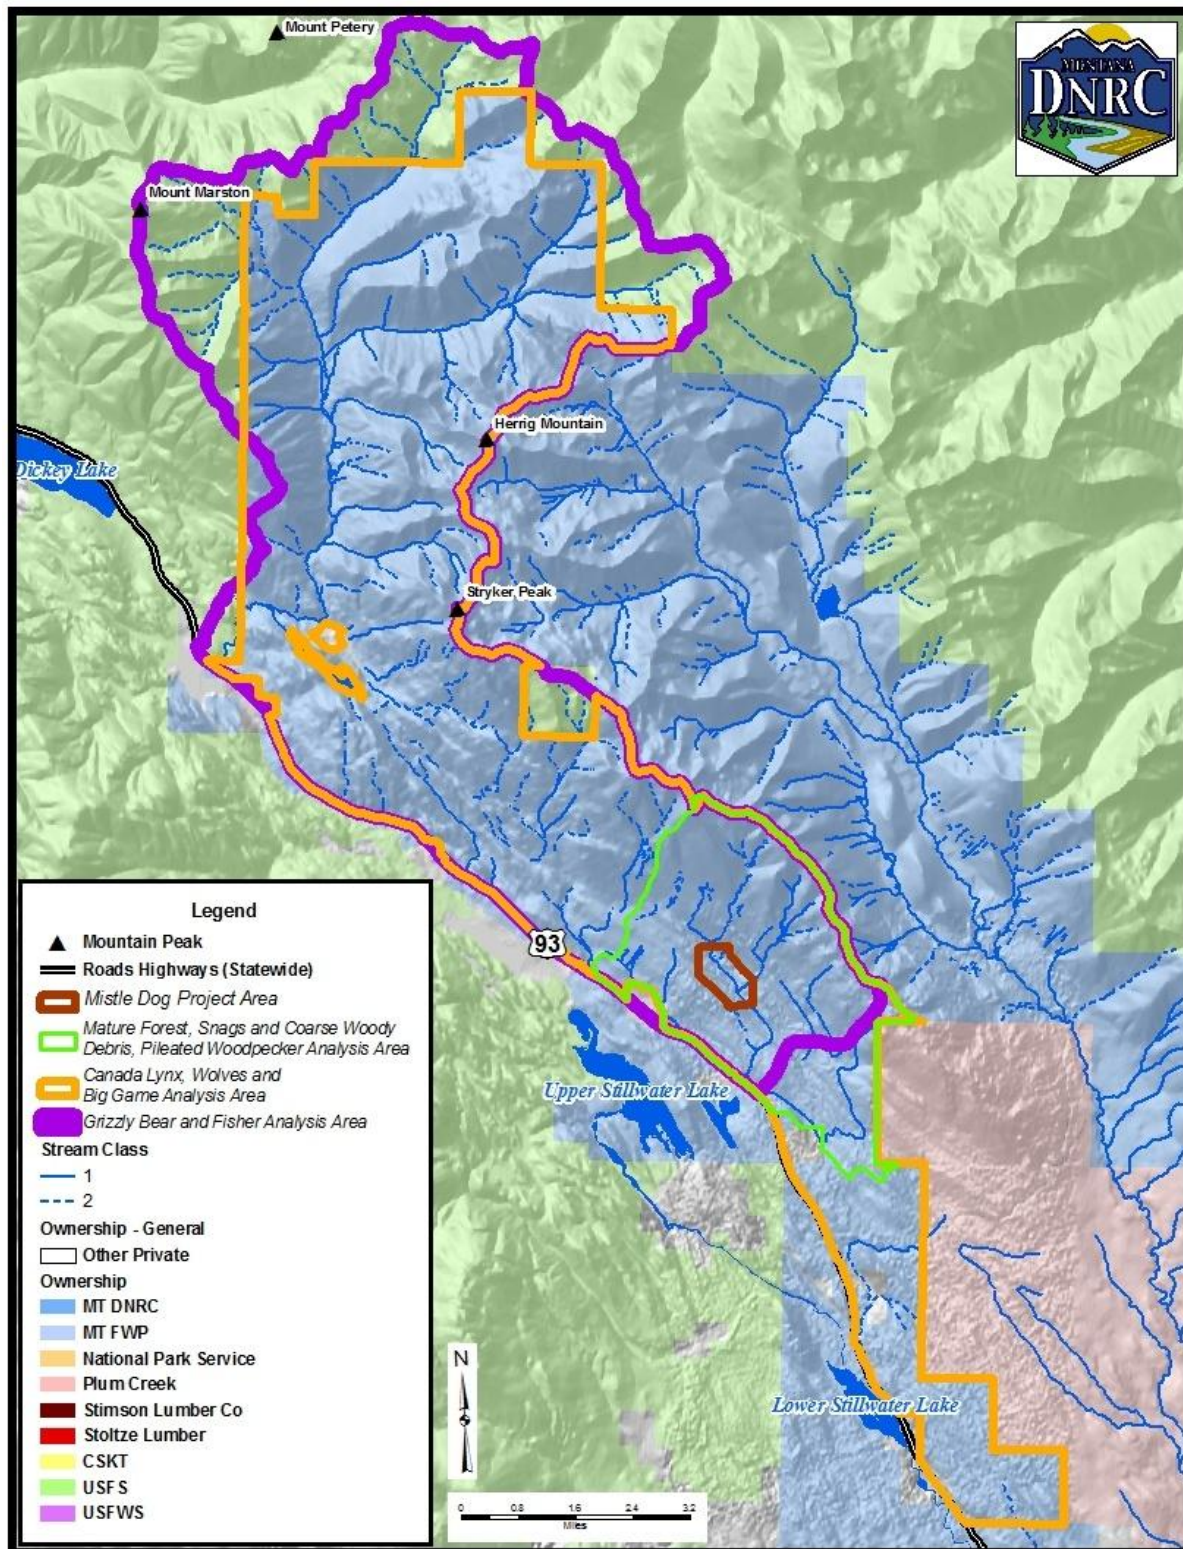 Mount Petery
MONTANA
DNRC
Mount Marston
Herrig Mountain
Dickey Lake
Stryker Peak
93
Upper Stillwater Lake
Lower Stillwater Lake
Legend
Mountain Peak
Roads Highways (Statewide)
Mistle Dog Project Area
Mature Forest, Snags and Coarse Woody
Debris, Pileated Woodpecker Analysis Area
Canada Lynx, Wolves and
Big Game Analysis Area
Grizzly Bear and Fisher Analysis Area
Stream Class
1
2
Ownership - General
Other Private
Ownership
MT DNRC
MT FWP
National Park Service
Plum Creek
Stimson Lumber Co
Stoltze Lumber
CSKT
USFS
USFWS
N
0 0.8 1.6 2.4 3.2
Miles